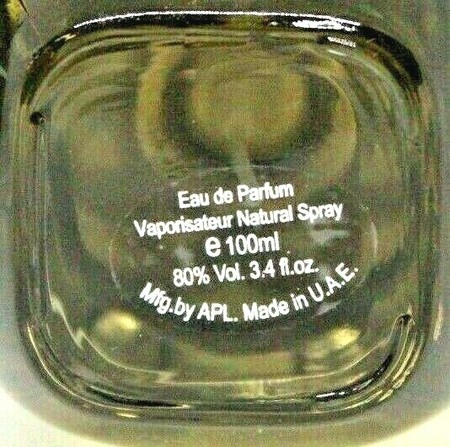 Eau de Parfum
Vaporisateur Natural Spray
e 100ml
80% Vol. 3.4 fl.oz.
Mfg.by APL. Made in U.A.E.